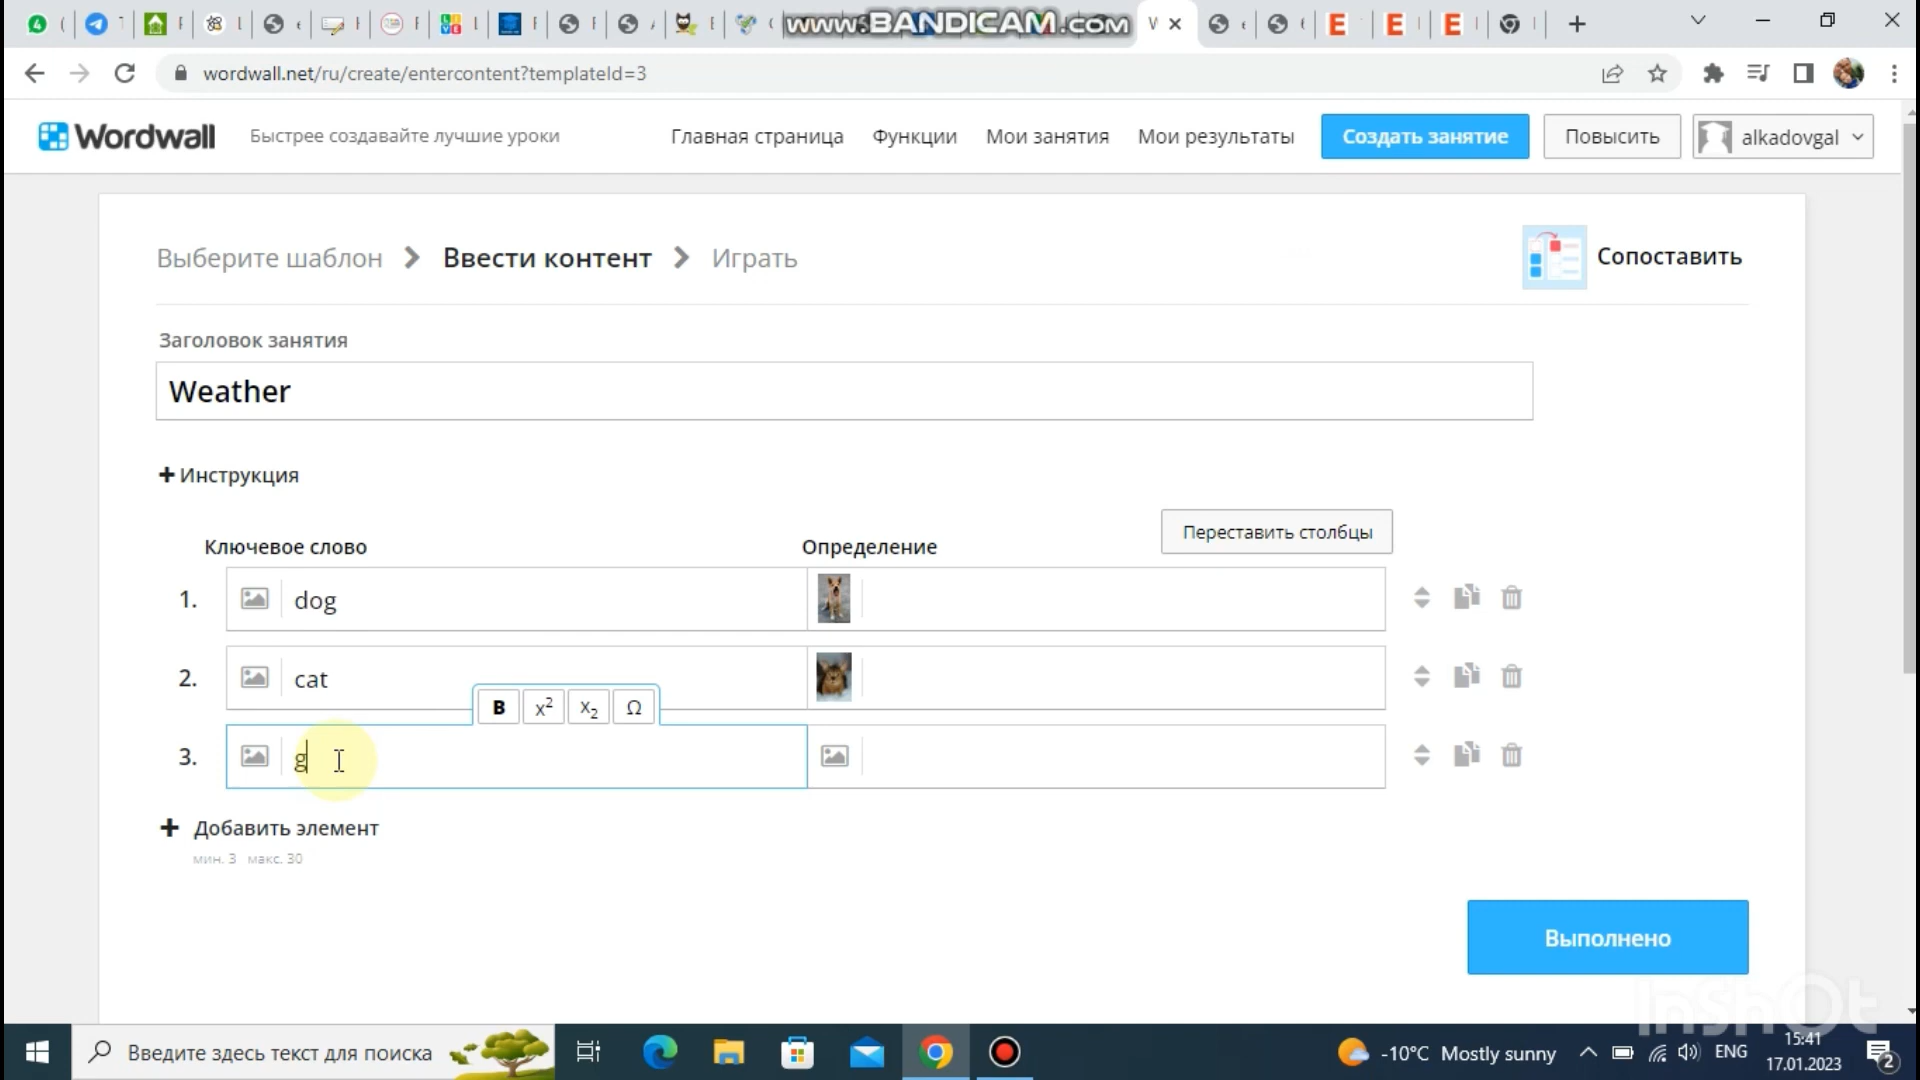 www.BANDICAM.com
wordwall.net/ru/create/entercontent?templateId=3
Wordwall
Быстрее создавайте лучшие уроки
Главная страница
Функции
Мои занятия
Мои результаты
Создать занятие
Повысить
alkadovgal
Выберите шаблон
Ввести контент
Играть
Сопоставить
Заголовок занятия
Weather
+ Инструкция
Переставить столбцы
Ключевое слово
Определение
1.
dog
2.
cat
B
x²
x₂
Ω
3.
g
+ Добавить элемент
мин. 3 макс. 30
Выполнено
InShOt
Введите здесь текст для поиска
-10°C Mostly sunny
ENG
15:41
17.01.2023
2